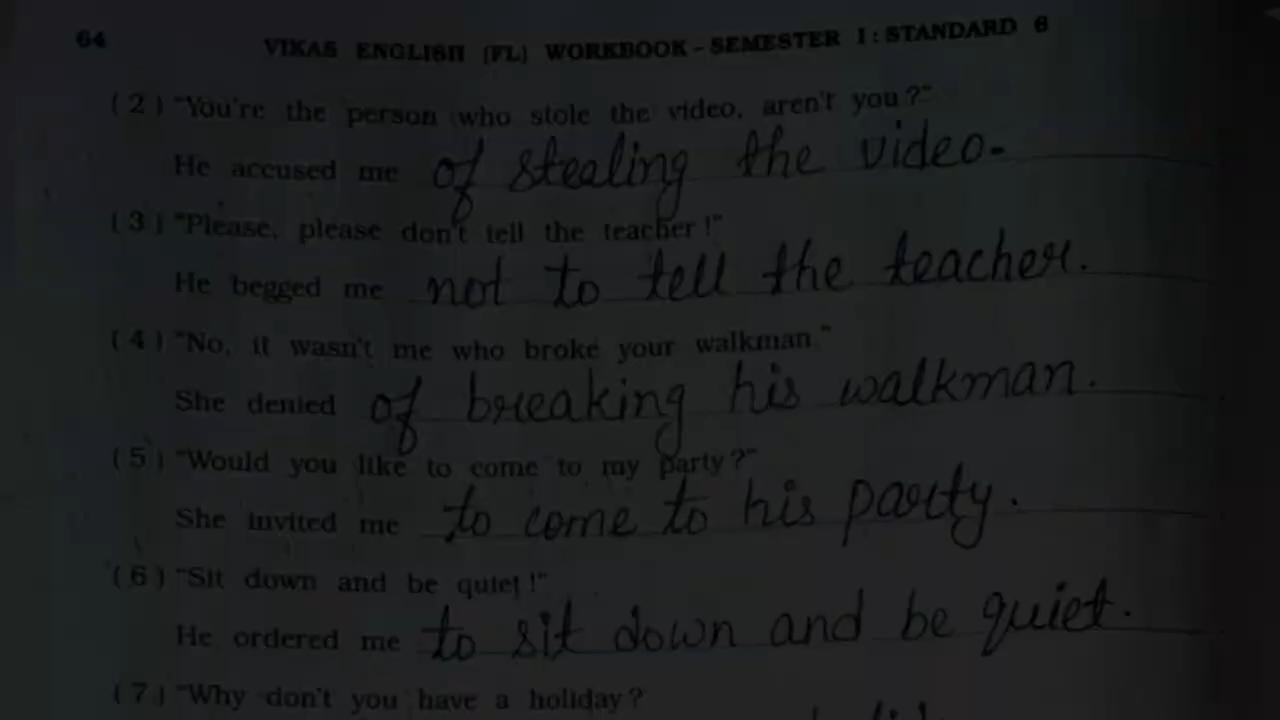 64 VIKAS ENGLISH (FL) WORKBOOK - SEMESTER I : STANDARD 6
(2) "You're the person who stole the video, aren't you?"
He accused me of stealing the video.
(3) "Please, please don't tell the teacher!"
He begged me not to tell the teacher.
(4) "No, it wasn't me who broke your walkman."
She denied of breaking his walkman.
(5) "Would you like to come to my party?"
She invited me to come to his party.
(6) "Sit down and be quiet!"
He ordered me to sit down and be quiet.
(7) "Why don't you have a holiday?